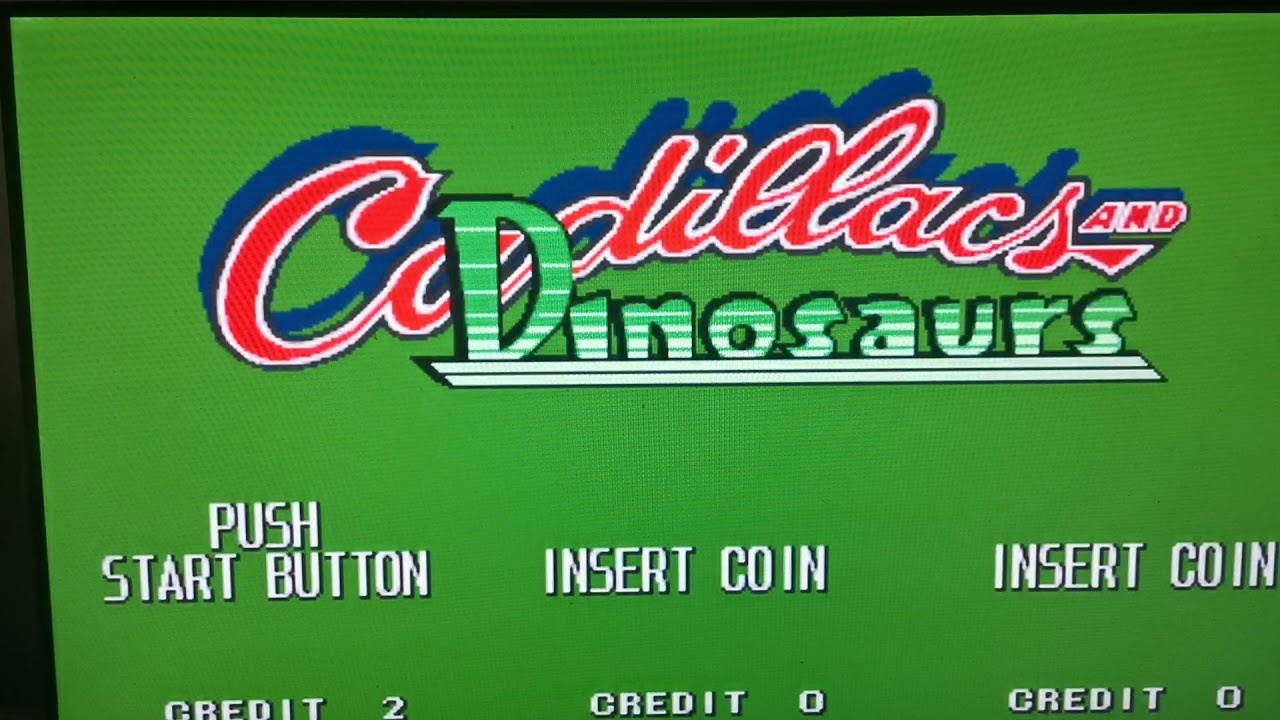 Cadillacs AND
Dinosaurs
PUSH
START BUTTON
INSERT COIN
INSERT COIN
CREDIT 2
CREDIT 0
CREDIT 0